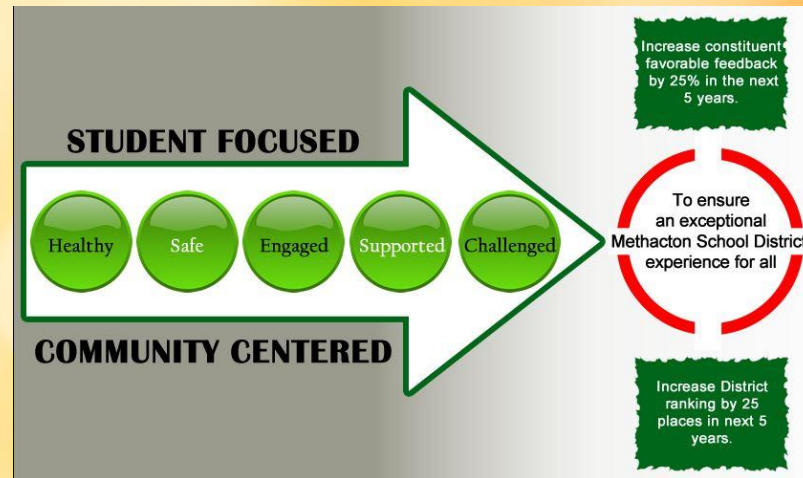 STUDENT FOCUSED
Healthy Safe Engaged Supported Challenged
COMMUNITY CENTERED
Increase constituent
favorable feedback
by 25% in the next
5 years.
To ensure
an exceptional
Methacton School District
experience for all
Increase District
ranking by 25
places in next 5
years.